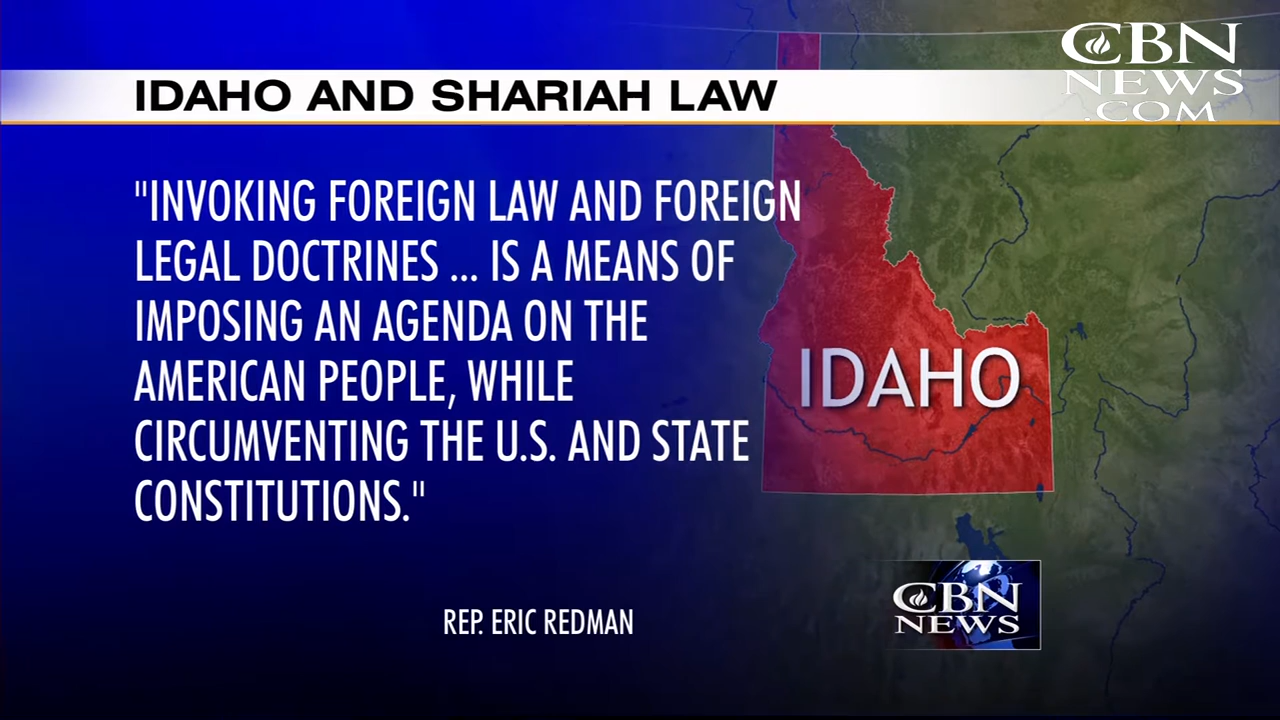 CBN
NEWS
.COM
IDAHO AND SHARIAH LAW
"INVOKING FOREIGN LAW AND FOREIGN
LEGAL DOCTRINES ... IS A MEANS OF
IMPOSING AN AGENDA ON THE
AMERICAN PEOPLE, WHILE
CIRCUMVENTING THE U.S. AND STATE
CONSTITUTIONS."
IDAHO
REP. ERIC REDMAN
CBN
NEWS